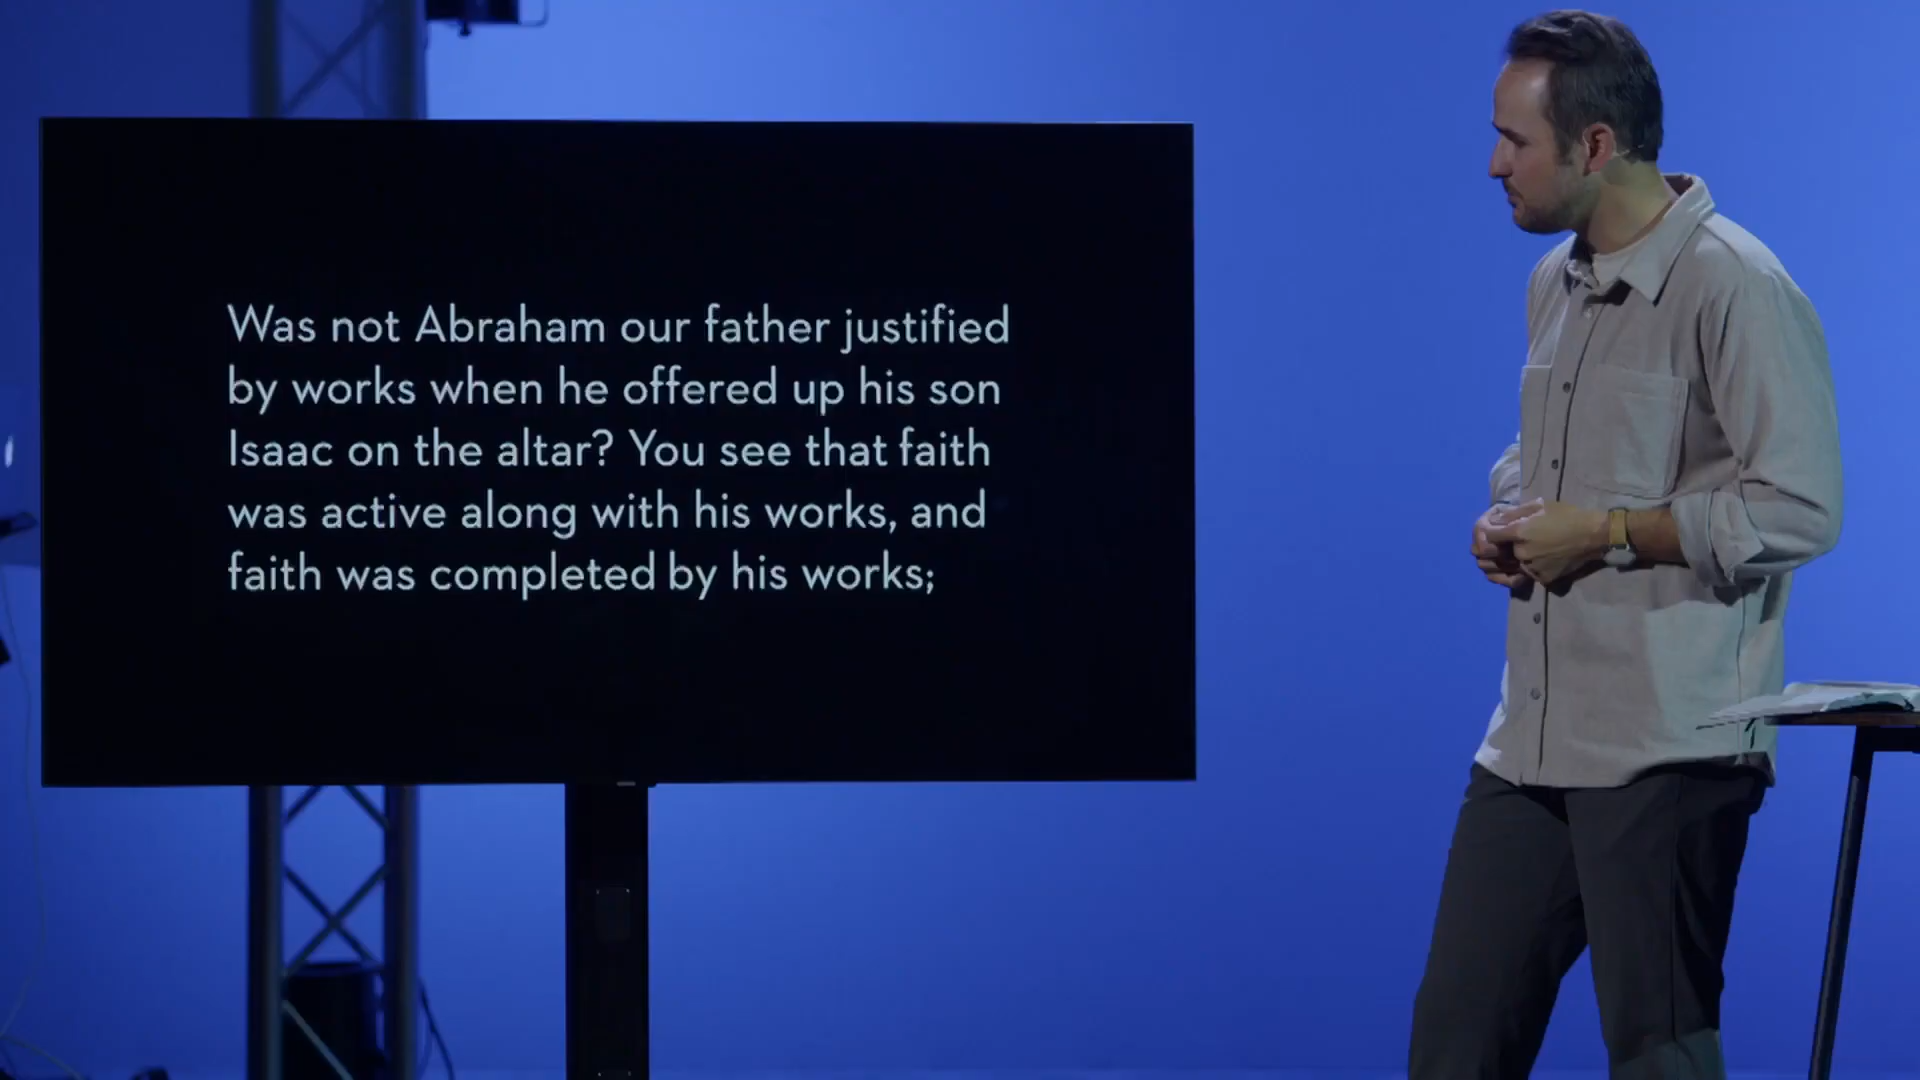 Was not Abraham our father justified
by works when he offered up his son
Isaac on the altar? You see that faith
was active along with his works, and
faith was completed by his works;